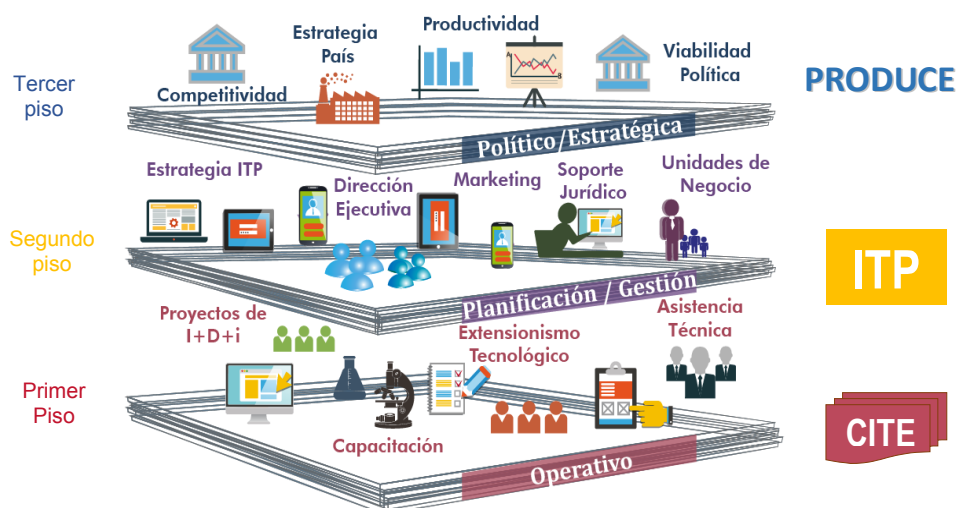 Tercer
piso
Competitividad
Estrategia
País
Productividad
A
B
Viabilidad
Política
Político/Estratégica
PRODUCE
Segundo
piso
Estrategia ITP
Dirección
Ejecutiva
Marketing
Soporte
Jurídico
Unidades de
Negocio
Planificación / Gestión
ITP
Primer
Piso
Proyectos de
I+D+i
Capacitación
Extensionismo
Tecnológico
Asistencia
Técnica
Operativo
CITE